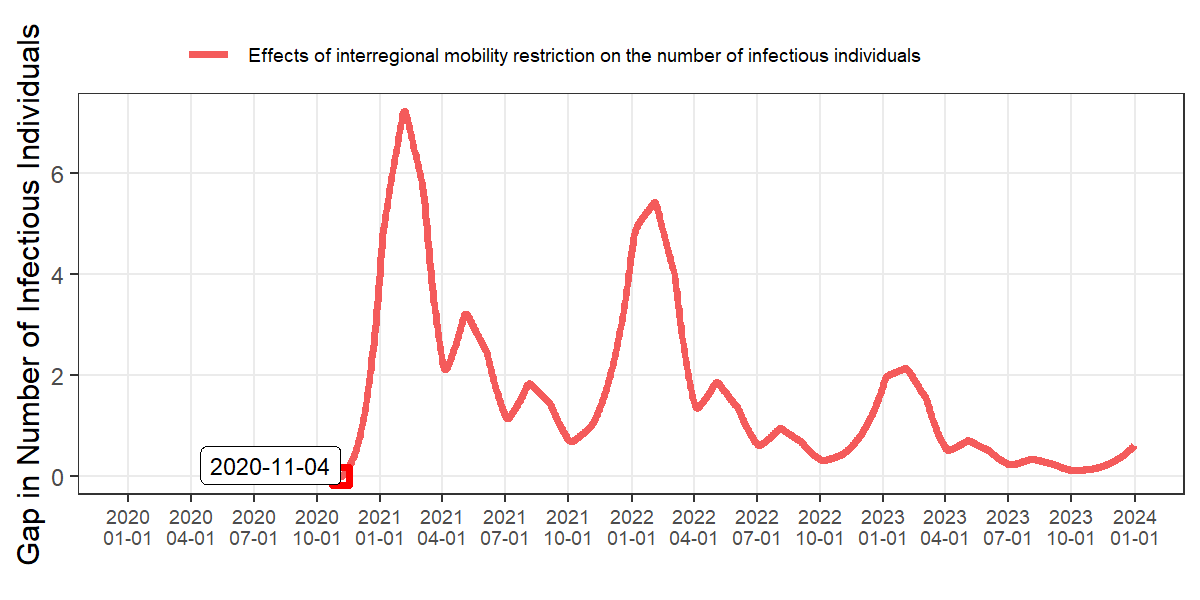 Effects of interregional mobility restriction on the number of infectious individuals
Gap in Number of Infectious Individuals
6
4
2
0
2020-11-04
2020 2020 2020 2020 2021 2021 2021 2021 2022 2022 2022 2022 2023 2023 2023 2023 2024
01-01 04-01 07-01 10-01 01-01 04-01 07-01 10-01 01-01 04-01 07-01 10-01 01-01 04-01 07-01 10-01 01-01